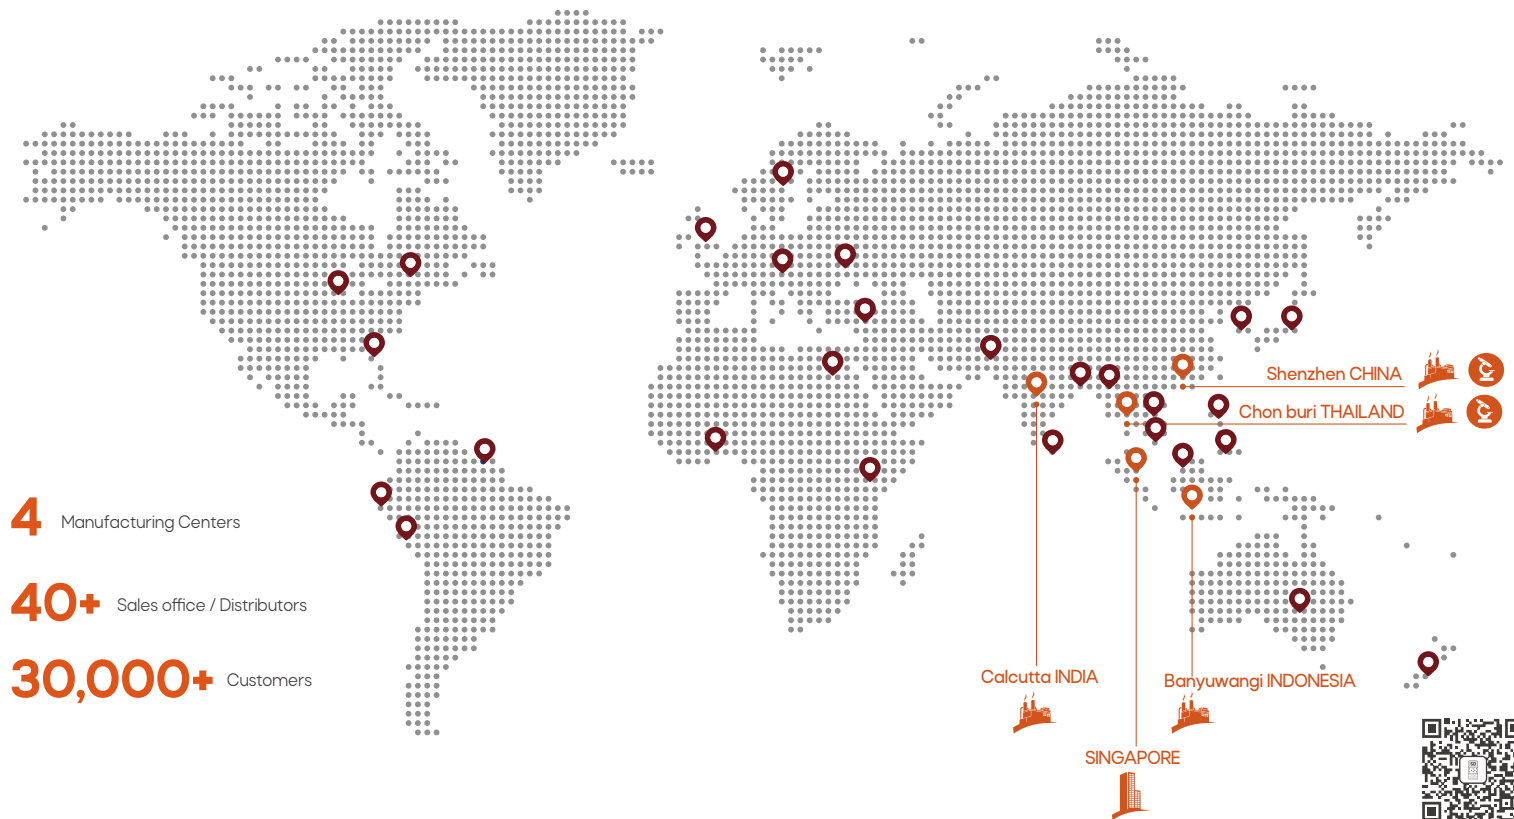 Shenzhen CHINA
Chon buri THAILAND
4 Manufacturing Centers
40+ Sales office / Distributors
30,000+ Customers
Calcutta INDIA
Banyuwangi INDONESIA
SINGAPORE